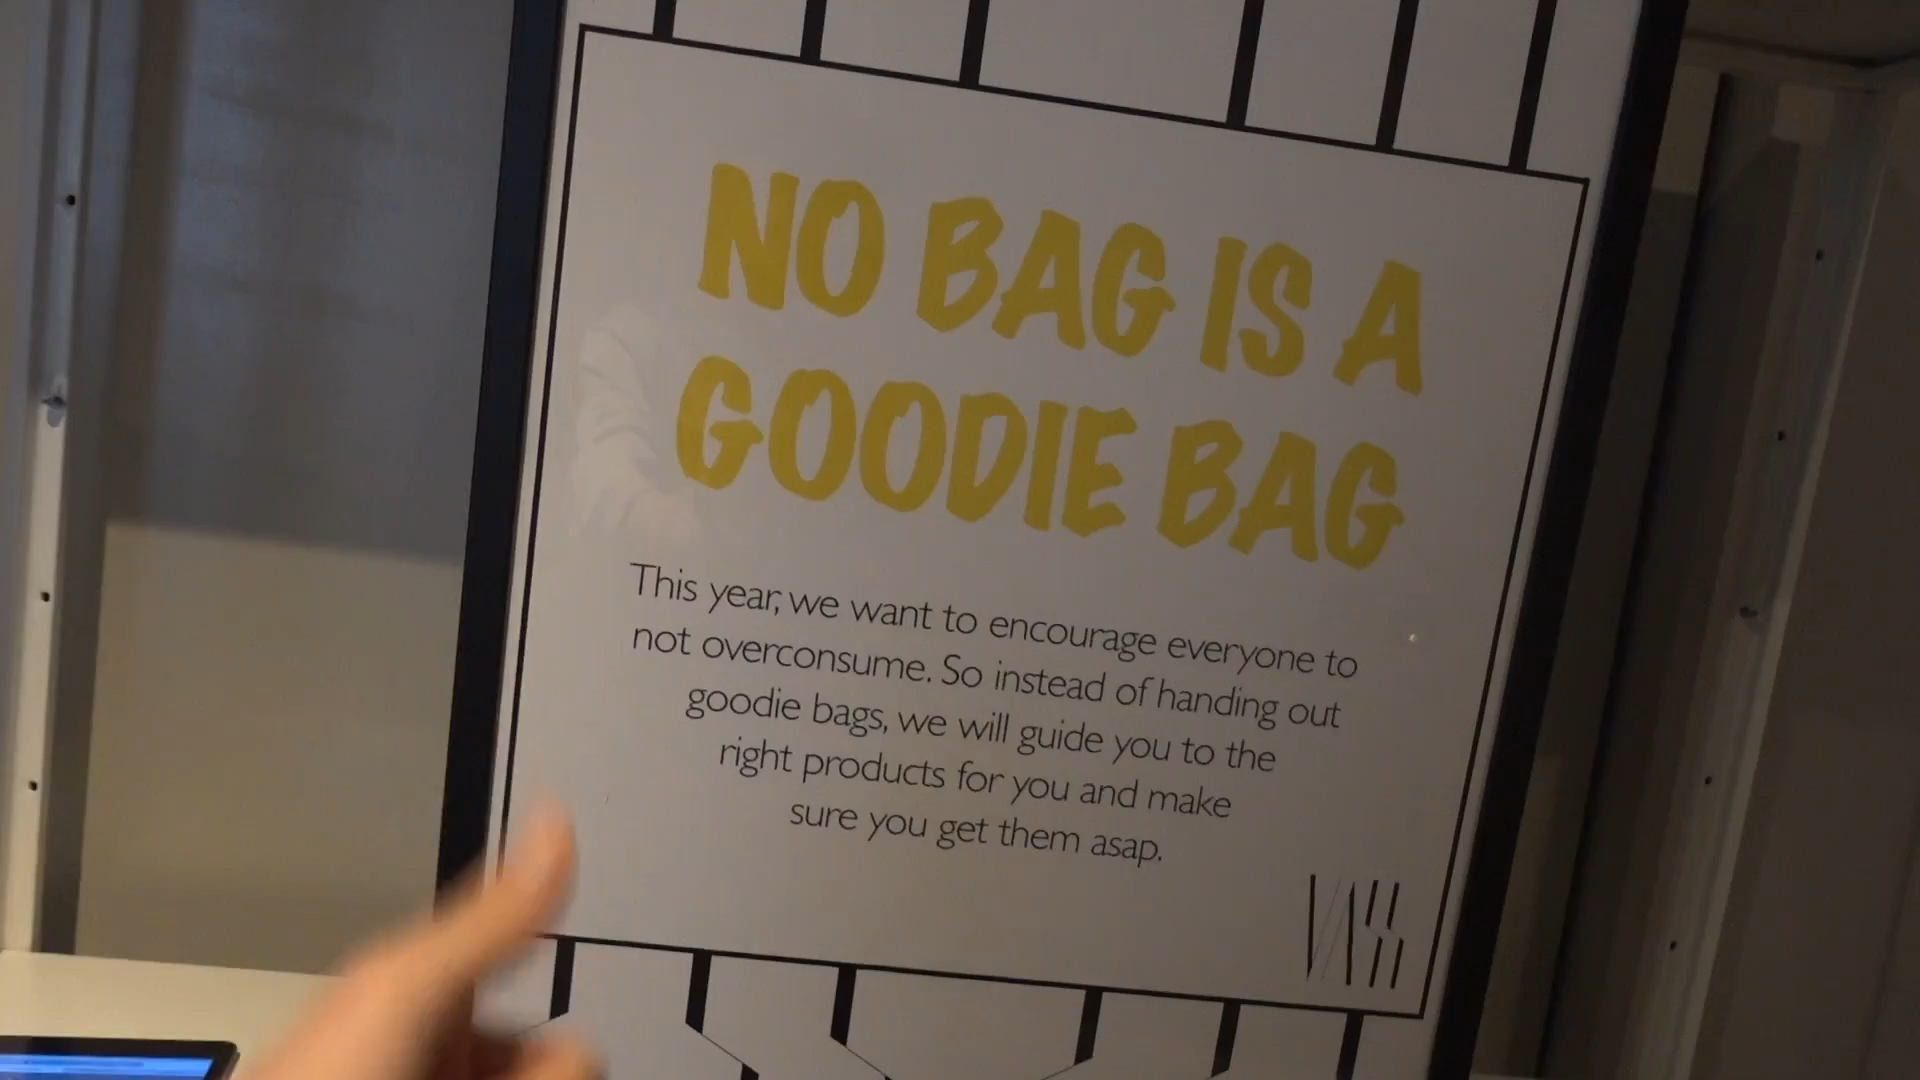 NO BAG IS A
GOODIE BAG
This year, we want to encourage everyone to
not overconsume. So instead of handing out
goodie bags, we will guide you to the
right products for you and make
sure you get them asap.